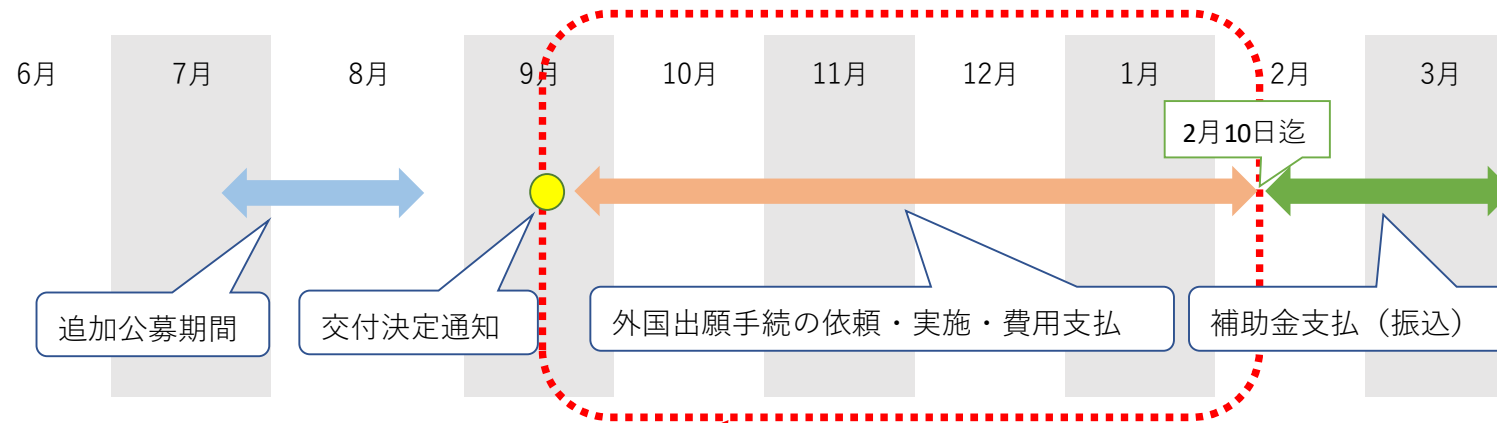 6月 7月 8月 9月 10月 11月 12月 1月 2月 3月
2月10日迄
追加公募期間
交付決定通知
外国出願手続の依頼・実施・費用支払
補助金支払（振込）